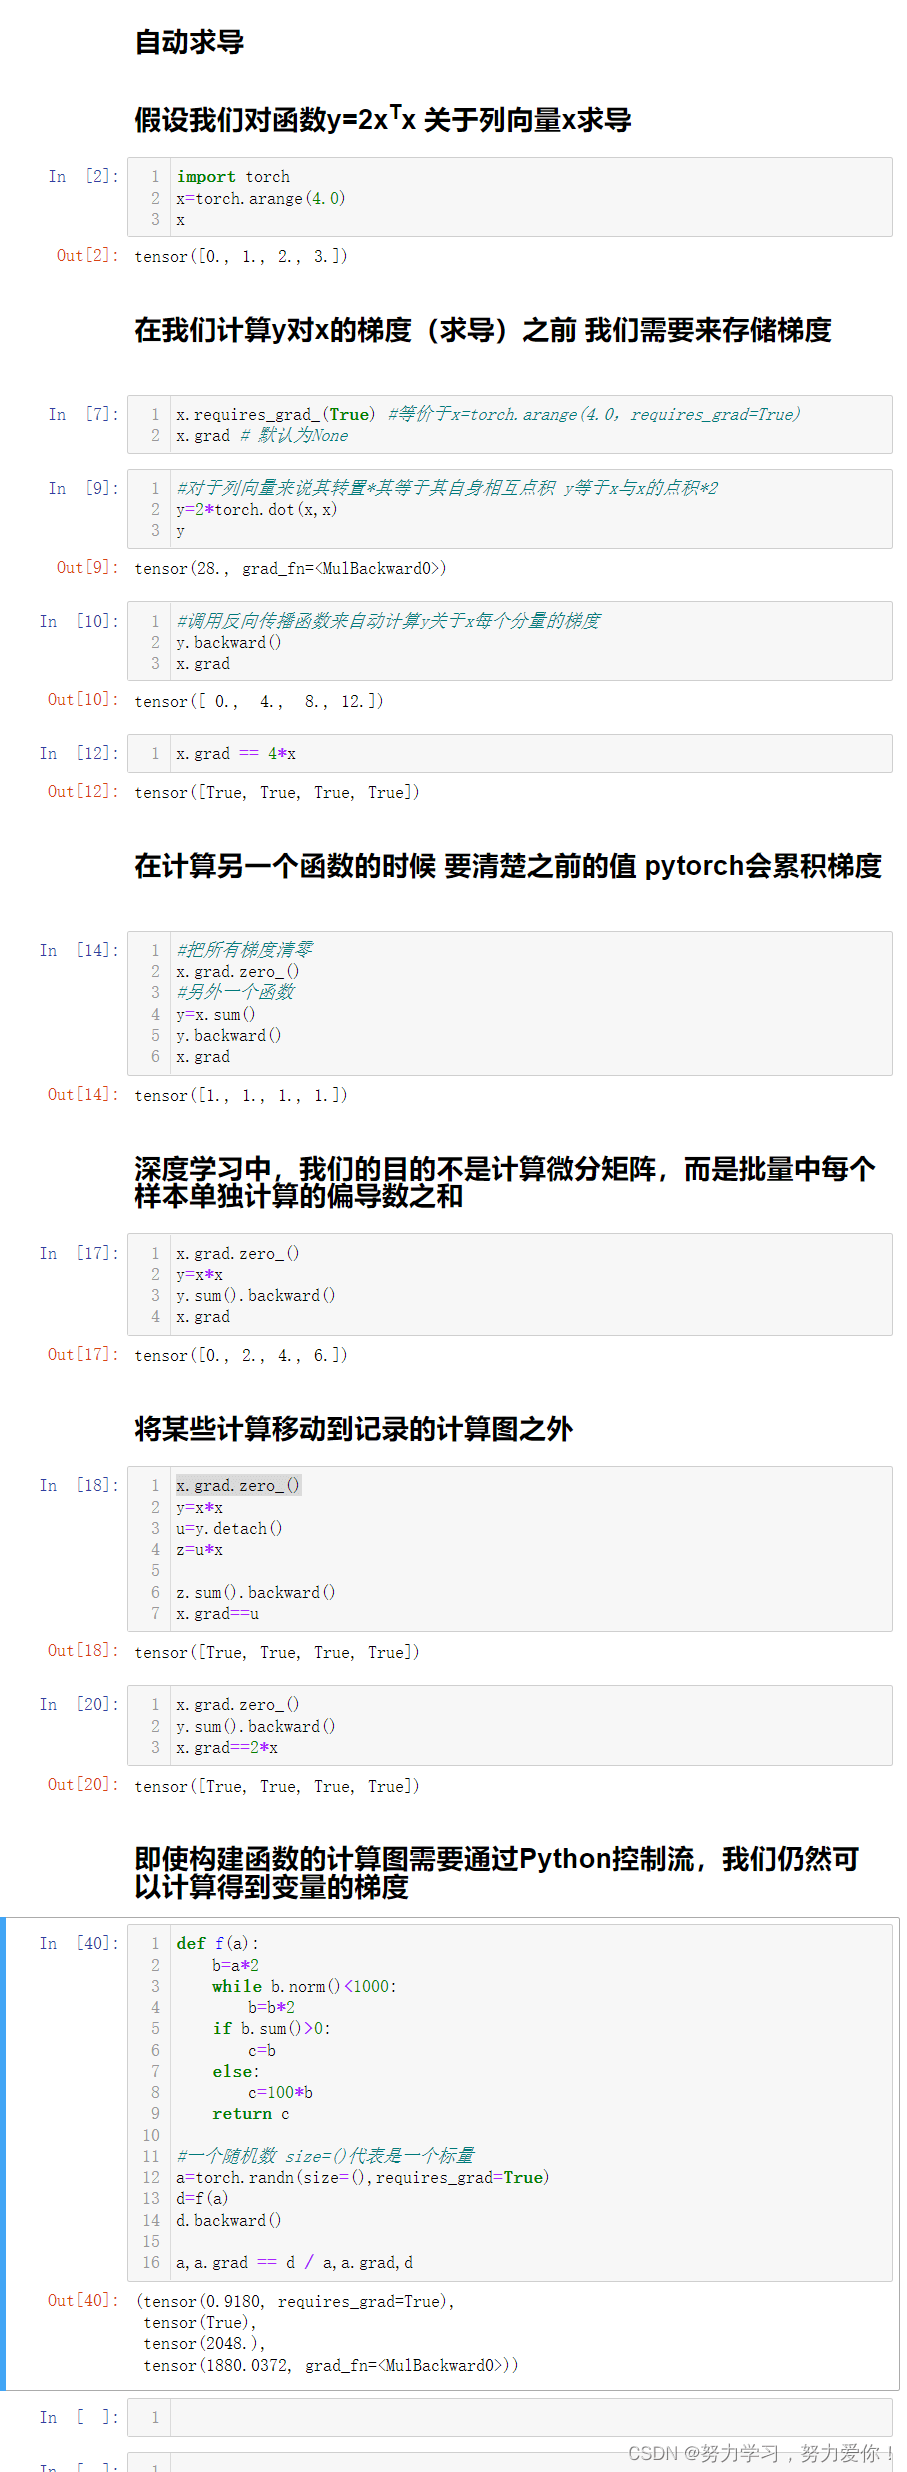 自动求导
假设我们对函数y=2xᵀx 关于列向量x求导
In [2]:
1 import torch
2 x=torch.arange(4.0)
3 x
Out[2]: tensor([0., 1., 2., 3.])
在我们计算y对x的梯度（求导）之前 我们需要来存储梯度
In [7]:
1 x.requires_grad_(True) #等价于x=torch.arange(4.0，requires_grad=True)
2 x.grad # 默认为None
In [9]:
1 #对于列向量来说其转置*其等于其自身相互点积 y等于x与x的点积*2
2 y=2*torch.dot(x,x)
3 y
Out[9]: tensor(28., grad_fn=<MulBackward0>)
In [10]:
1 #调用反向传播函数来自动计算y关于x每个分量的梯度
2 y.backward()
3 x.grad
Out[10]: tensor([ 0.,  4.,  8., 12.])
In [12]:
1 x.grad == 4*x
Out[12]: tensor([True, True, True, True])
在计算另一个函数的时候 要清楚之前的值 pytorch会累积梯度
In [14]:
1 #把所有梯度清零
2 x.grad.zero_()
3 #另外一个函数
4 y=x.sum()
5 y.backward()
6 x.grad
Out[14]: tensor([1., 1., 1., 1.])
深度学习中，我们的目的不是计算微分矩阵，而是批量中每个
样本单独计算的偏导数之和
In [17]:
1 x.grad.zero_()
2 y=x*x
3 y.sum().backward()
4 x.grad
Out[17]: tensor([0., 2., 4., 6.])
将某些计算移动到记录的计算图之外
In [18]:
1 x.grad.zero_()
2 y=x*x
3 u=y.detach()
4 z=u*x
5
6 z.sum().backward()
7 x.grad==u
Out[18]: tensor([True, True, True, True])
In [20]:
1 x.grad.zero_()
2 y.sum().backward()
3 x.grad==2*x
Out[20]: tensor([True, True, True, True])
即使构建函数的计算图需要通过Python控制流，我们仍然可
以计算得到变量的梯度
In [40]:
1 def f(a):
2     b=a*2
3     while b.norm()<1000:
4         b=b*2
5     if b.sum()>0:
6         c=b
7     else:
8         c=100*b
9     return c
10
11 #一个随机数 size=()代表是一个标量
12 a=torch.randn(size=(),requires_grad=True)
13 d=f(a)
14 d.backward()
15
16 a,a.grad == d / a,a.grad,d
Out[40]: (tensor(0.9180, requires_grad=True),
tensor(True),
tensor(2048.),
tensor(1880.0372, grad_fn=<MulBackward0>))
In [ ]:
1
CSDN @努力学习，努力爱你！
In [ ]:
1